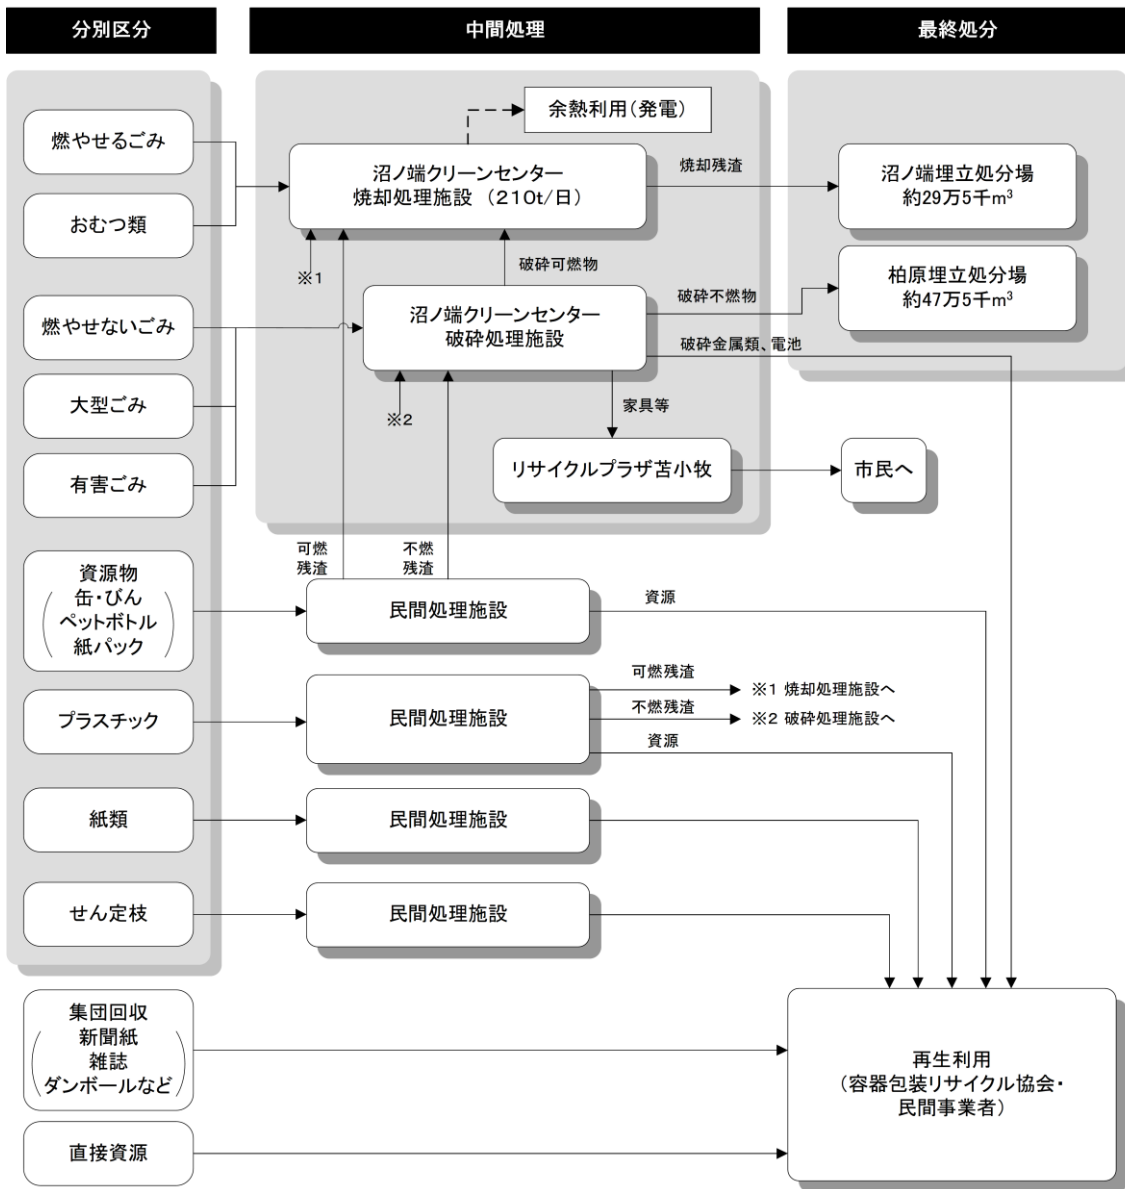 分別区分
中間処理
最終処分
燃やせるごみ
おむつ類
燃やせないごみ
大型ごみ
有害ごみ
資源物
缶・びん
ペットボトル
紙パック
プラスチック
紙類
せん定枝
集団回収
新聞紙
雑誌
ダンボールなど
直接資源
余熱利用（発電）
沼ノ端クリーンセンター
焼却処理施設 （210t/日）
※1
破砕可燃物
沼ノ端クリーンセンター
破砕処理施設
※2
家具等
リサイクルプラザ苫小牧
焼却残渣
破砕不燃物
破砕金属類、電池
沼ノ端埋立処分場
約29万5千m³
柏原埋立処分場
約47万5千m³
市民へ
可燃
残渣
不燃
残渣
民間処理施設
資源
民間処理施設
可燃残渣
※1 焼却処理施設へ
不燃残渣
※2 破砕処理施設へ
資源
民間処理施設
民間処理施設
再生利用
（容器包装リサイクル協会・
民間事業者）